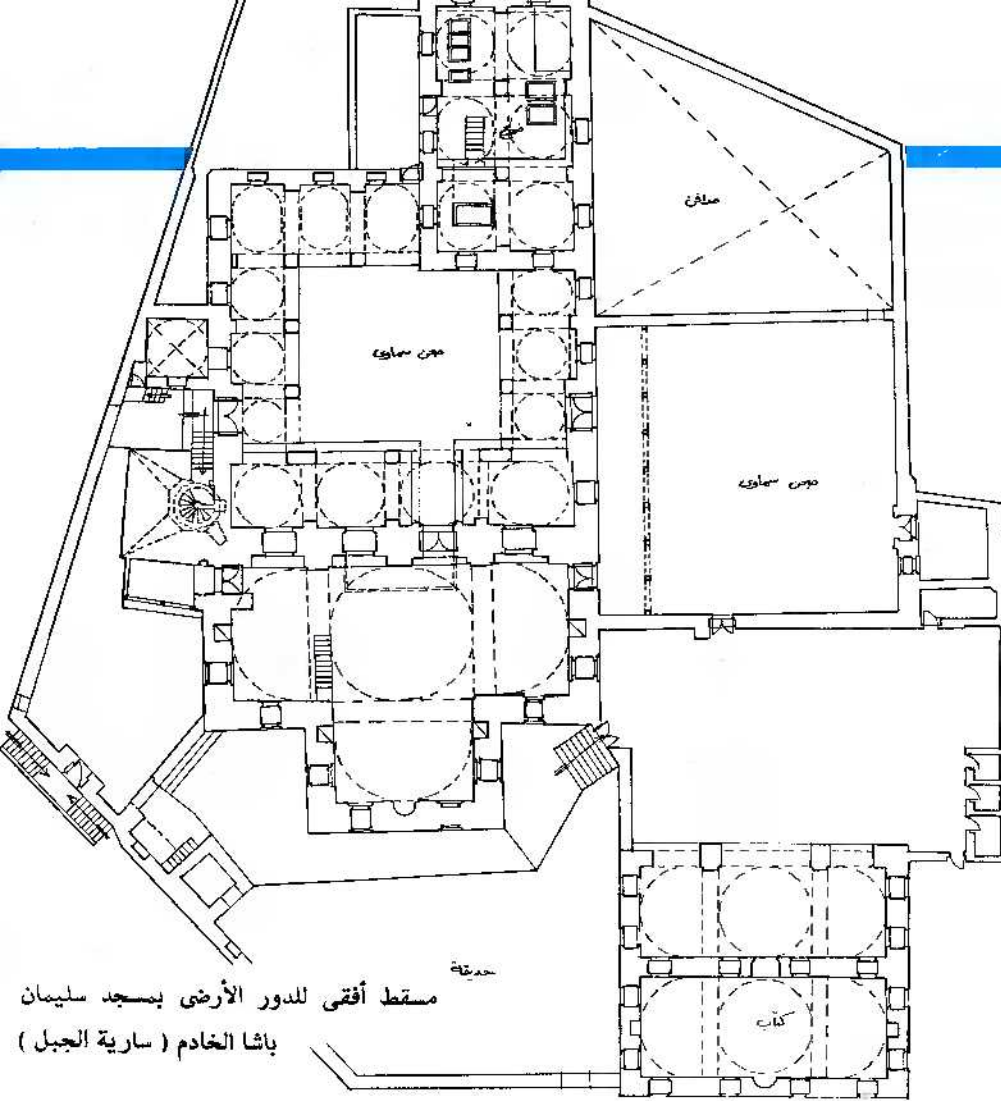 مدافن
صحن سماوى
صحن سماوى
حديقة
كتاب
مسقط أفقى للدور الأرضى بمسجد سليمان
باشا الخادم ( سارية الجبل )